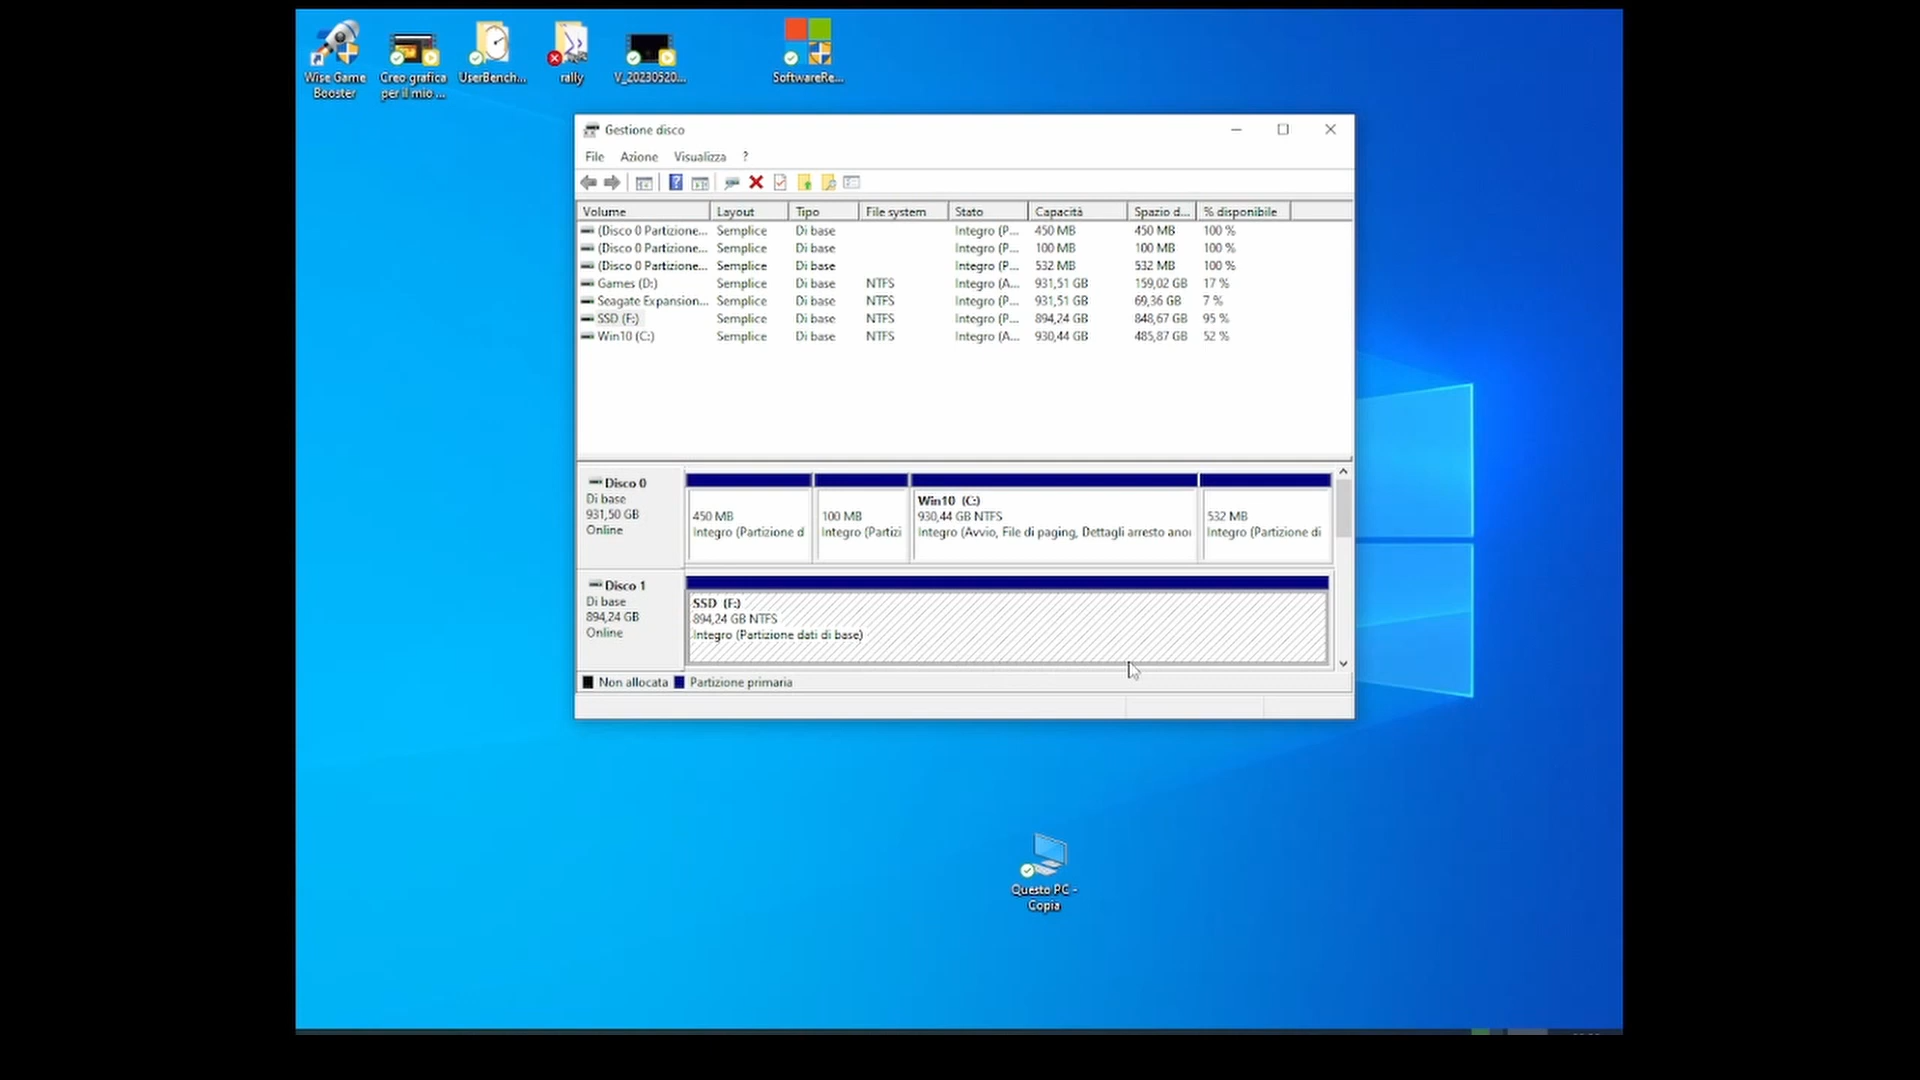 Wise Game
Booster
Creo grafica
per il mio ...
UserBench...
rally
V_20230520...
SoftwareRe...
Gestione disco
File Azione Visualizza ?
Volume Layout Tipo File system Stato Capacità Spazio d... % disponibile
(Disco 0 Partizione... Semplice Di base Integro (P... 450 MB 450 MB 100 %
(Disco 0 Partizione... Semplice Di base Integro (P... 100 MB 100 MB 100 %
(Disco 0 Partizione... Semplice Di base Integro (P... 532 MB 532 MB 100 %
Games (D:) Semplice Di base NTFS Integro (A... 931,51 GB 159,02 GB 17 %
Seagate Expansion... Semplice Di base NTFS Integro (P... 931,51 GB 69,36 GB 7 %
SSD (F:) Semplice Di base NTFS Integro (P... 894,24 GB 848,67 GB 95 %
Win10 (C:) Semplice Di base NTFS Integro (A... 930,44 GB 485,87 GB 52 %
Disco 0
Di base
931,50 GB
Online
450 MB
Integro (Partizione d
100 MB
Integro (Partizi
Win10 (C:)
930,44 GB NTFS
Integro (Avvio, File di paging, Dettagli arresto anoi
532 MB
Integro (Partizione di
Disco 1
Di base
894,24 GB
Online
SSD (F:)
894,24 GB NTFS
Integro (Partizione dati di base)
Non allocata Partizione primaria
Questo PC -
Copia